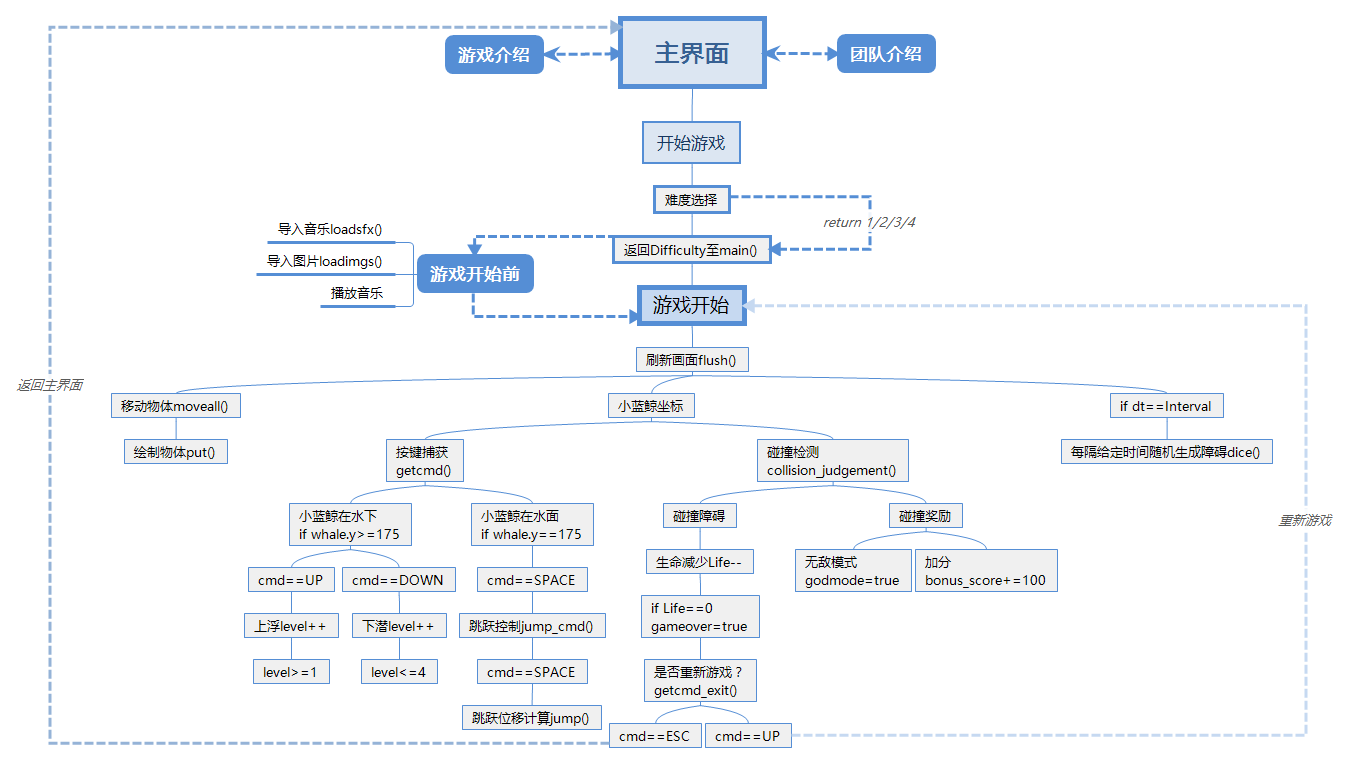 主界面
游戏介绍
团队介绍
开始游戏
难度选择
return 1/2/3/4
导入音乐loadsfx()
返回Difficulty至main()
导入图片loadimgs()
游戏开始前
播放音乐
游戏开始
刷新画面flush()
返回主界面
移动物体moveall()
小蓝鲸坐标
if dt==Interval
绘制物体put()
按键捕获
getcmd()
碰撞检测
collision_judgement()
每隔给定时间随机生成障碍dice()
小蓝鲸在水下
if whale.y>=175
小蓝鲸在水面
if whale.y==175
碰撞障碍
碰撞奖励
重新游戏
生命减少Life--
无敌模式
godmode=true
加分
bonus_score+=100
cmd==UP
cmd==DOWN
cmd==SPACE
if Life==0
gameover=true
上浮level++
下潜level++
跳跃控制jump_cmd()
level>=1
level<=4
cmd==SPACE
是否重新游戏？
getcmd_exit()
跳跃位移计算jump()
cmd==ESC
cmd==UP